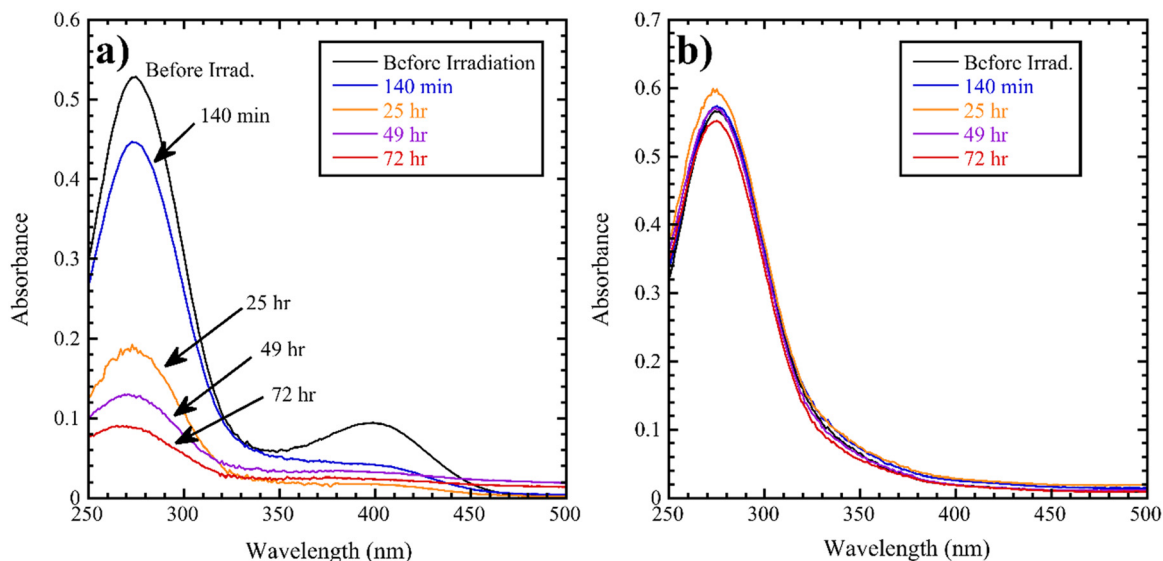 a)
Before Irrad.
140 min
25 hr
49 hr
72 hr
Before Irradiation
140 min
25 hr
49 hr
72 hr
0.6
0.5
0.4
0.3
0.2
0.1
0
Absorbance
250 300 350 400 450 500
Wavelength (nm)
b)
Before Irrad.
140 min
25 hr
49 hr
72 hr
0.7
0.6
0.5
0.4
0.3
0.2
0.1
0
Absorbance
250 300 350 400 450 500
Wavelength (nm)